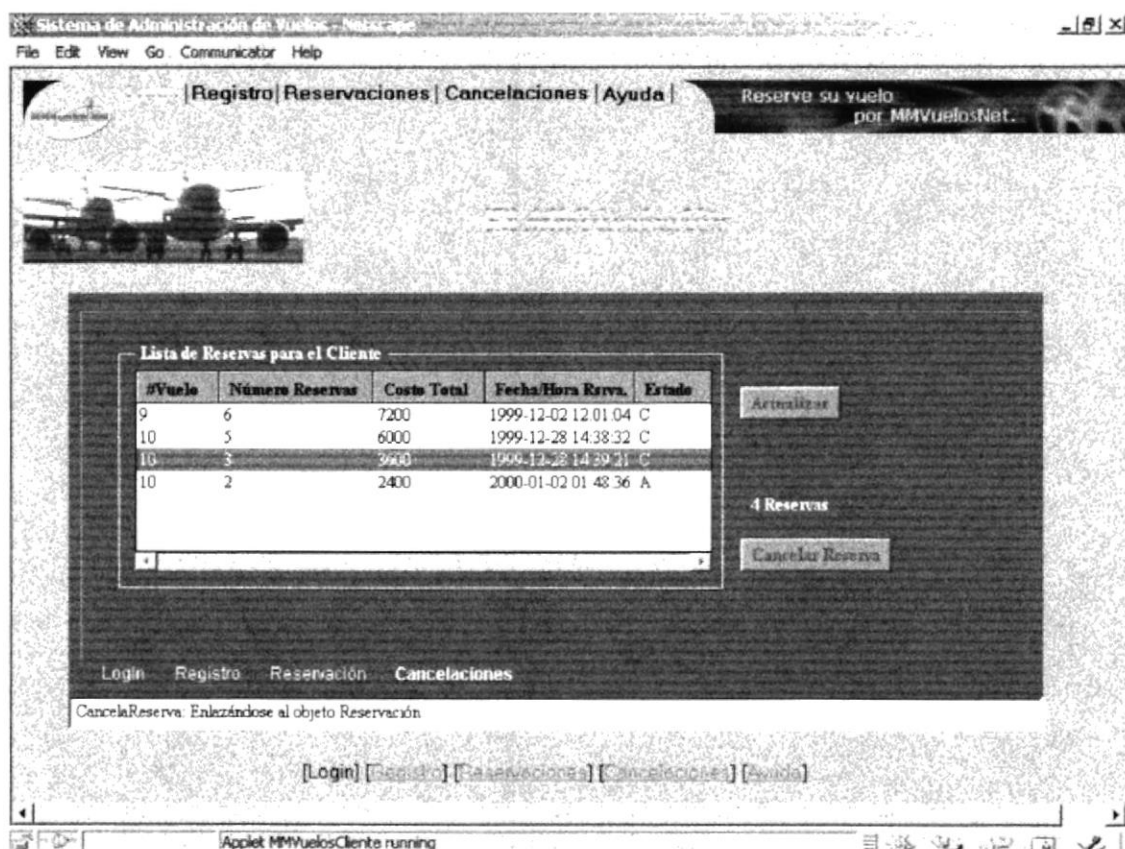 Sistema de Administración de Vuelos - Netscape
File Edit View Go Communicator Help
|Registro|Reservaciones|Cancelaciones|Ayuda|
Reserve su vuelo
por MMVuelosNet.
Lista de Reservas para el Cliente
#Vuelo Número Reservas Costo Total Fecha/Hora Rsrva. Estado
9 6 7200 1999-12-02 12:01:04 C
10 5 6000 1999-12-28 14:38:32 C
10 3 3600 1999-12-28 14:39:21 C
10 2 2400 2000-01-02 01:48:36 A
Actualizar
4 Reservas
Cancelar Reserva
Login Registro Reservación Cancelaciones
CancelaReserva: Enlazándose al objeto Reservación
[Login] [Registro] [Reservaciones] [Cancelaciones] [Ayuda]
Applet MMVuelosCliente running